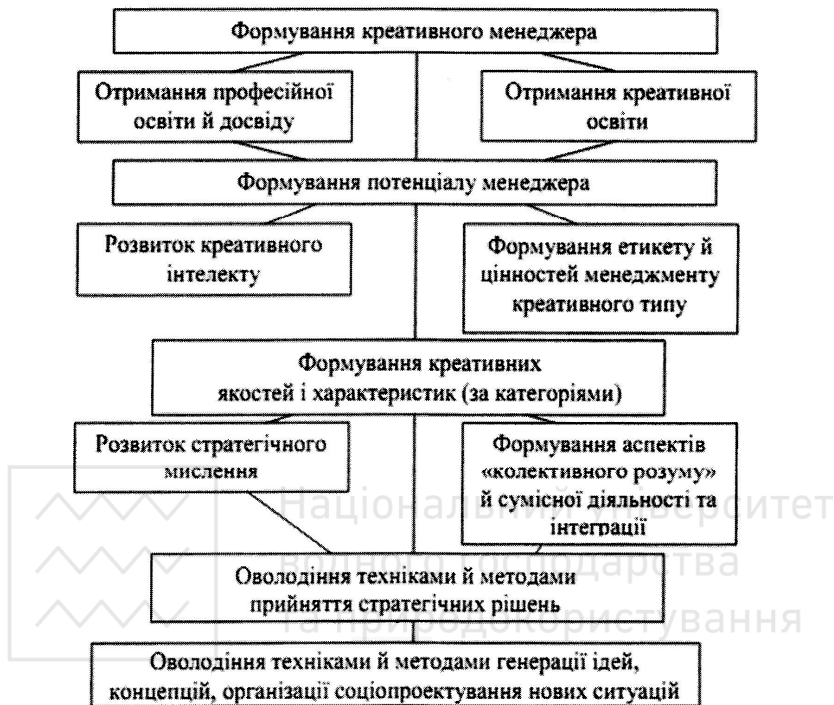 Формування креативного менеджера
Отримання професійної
освіти й досвіду
Отримання креативної
освіти
Формування потенціалу менеджера
Розвиток креативного
інтелекту
Формування етикету й
цінностей менеджменту
креативного типу
Формування креативних
якостей і характеристик (за категоріями)
Розвиток стратегічного
мислення
Формування аспектів
«колективного розуму»
й сумісної діяльності та
інтеграції
Національний університет
водного господарства
та природокористування
Оволодіння техніками й методами
прийняття стратегічних рішень
Оволодіння техніками й методами генерації ідей,
концепцій, організації соціопроектування нових ситуацій